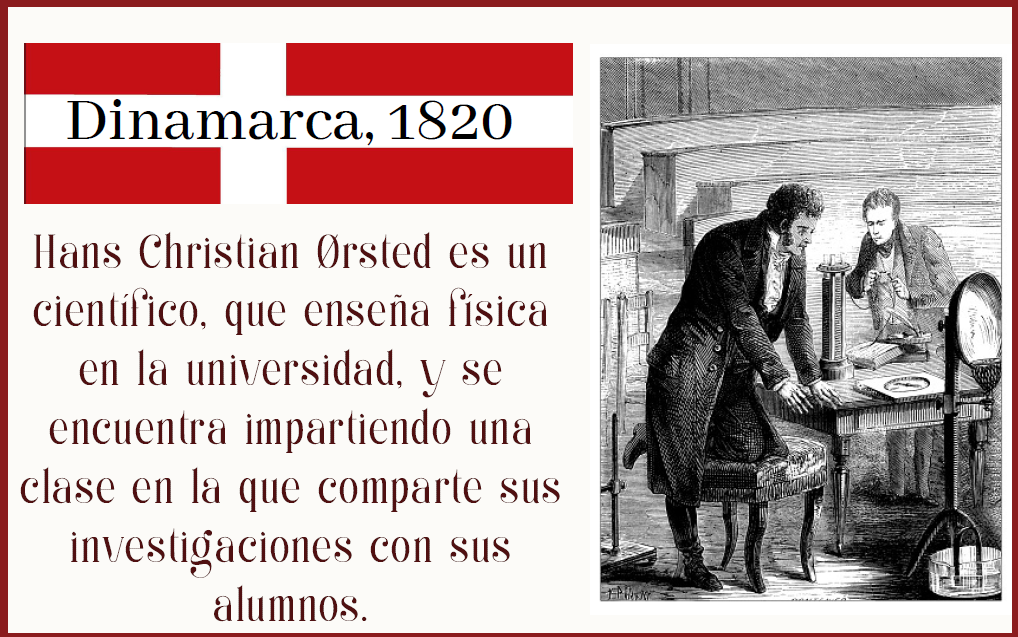 Dinamarca, 1820
Hans Christian Ørsted es un
científico, que enseña física
en la universidad, y se
encuentra impartiendo una
clase en la que comparte sus
investigaciones con sus
alumnos.